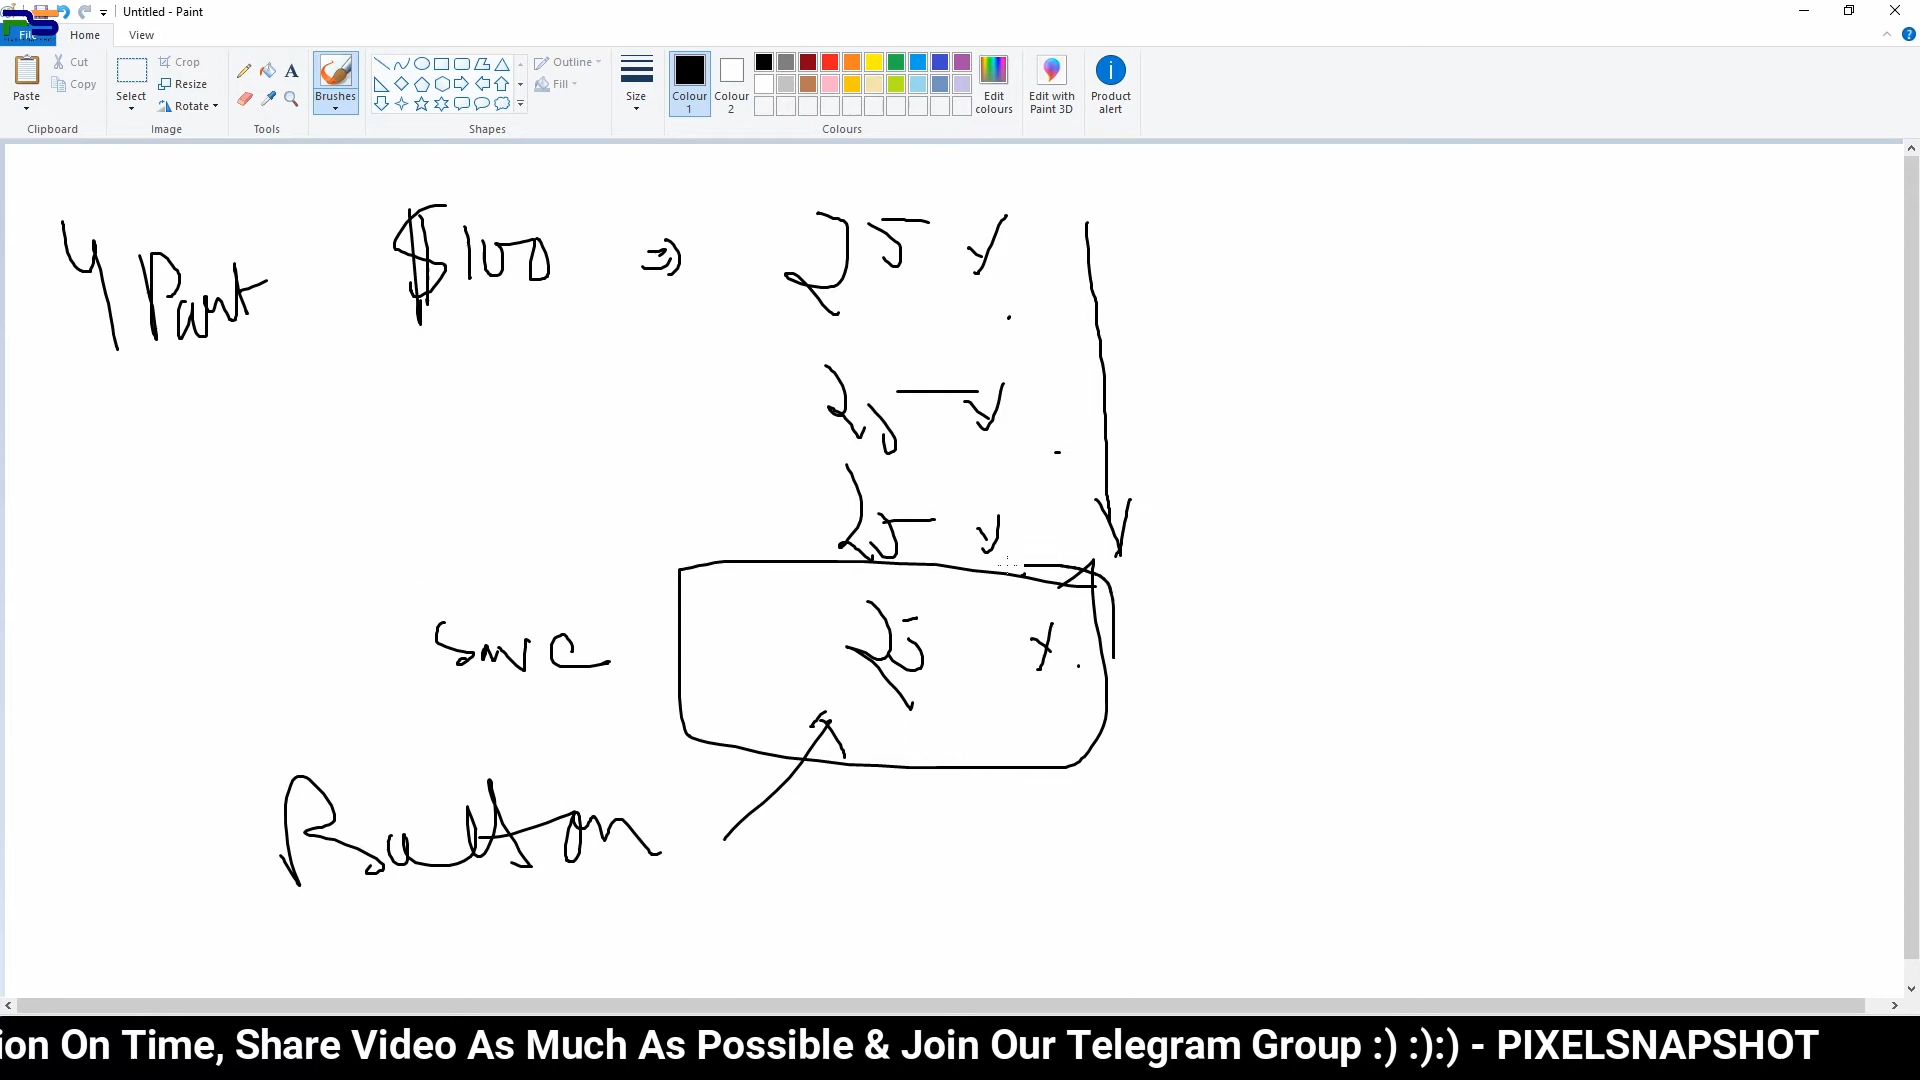 Untitled - Paint
File Home View
Paste Cut Copy Clipboard
Select Crop Resize Rotate Image
Tools
Brushes
Shapes Outline Fill
Size
Colour 1 Colour 2 Edit colours Colours
Edit with Paint 3D
Product alert
4 Part $100 ⇒ 25 ✓
25 ✓
25 ✓
25 x
ion On Time, Share Video As Much As Possible & Join Our Telegram Group :) :):) - PIXELSNAPSHOT